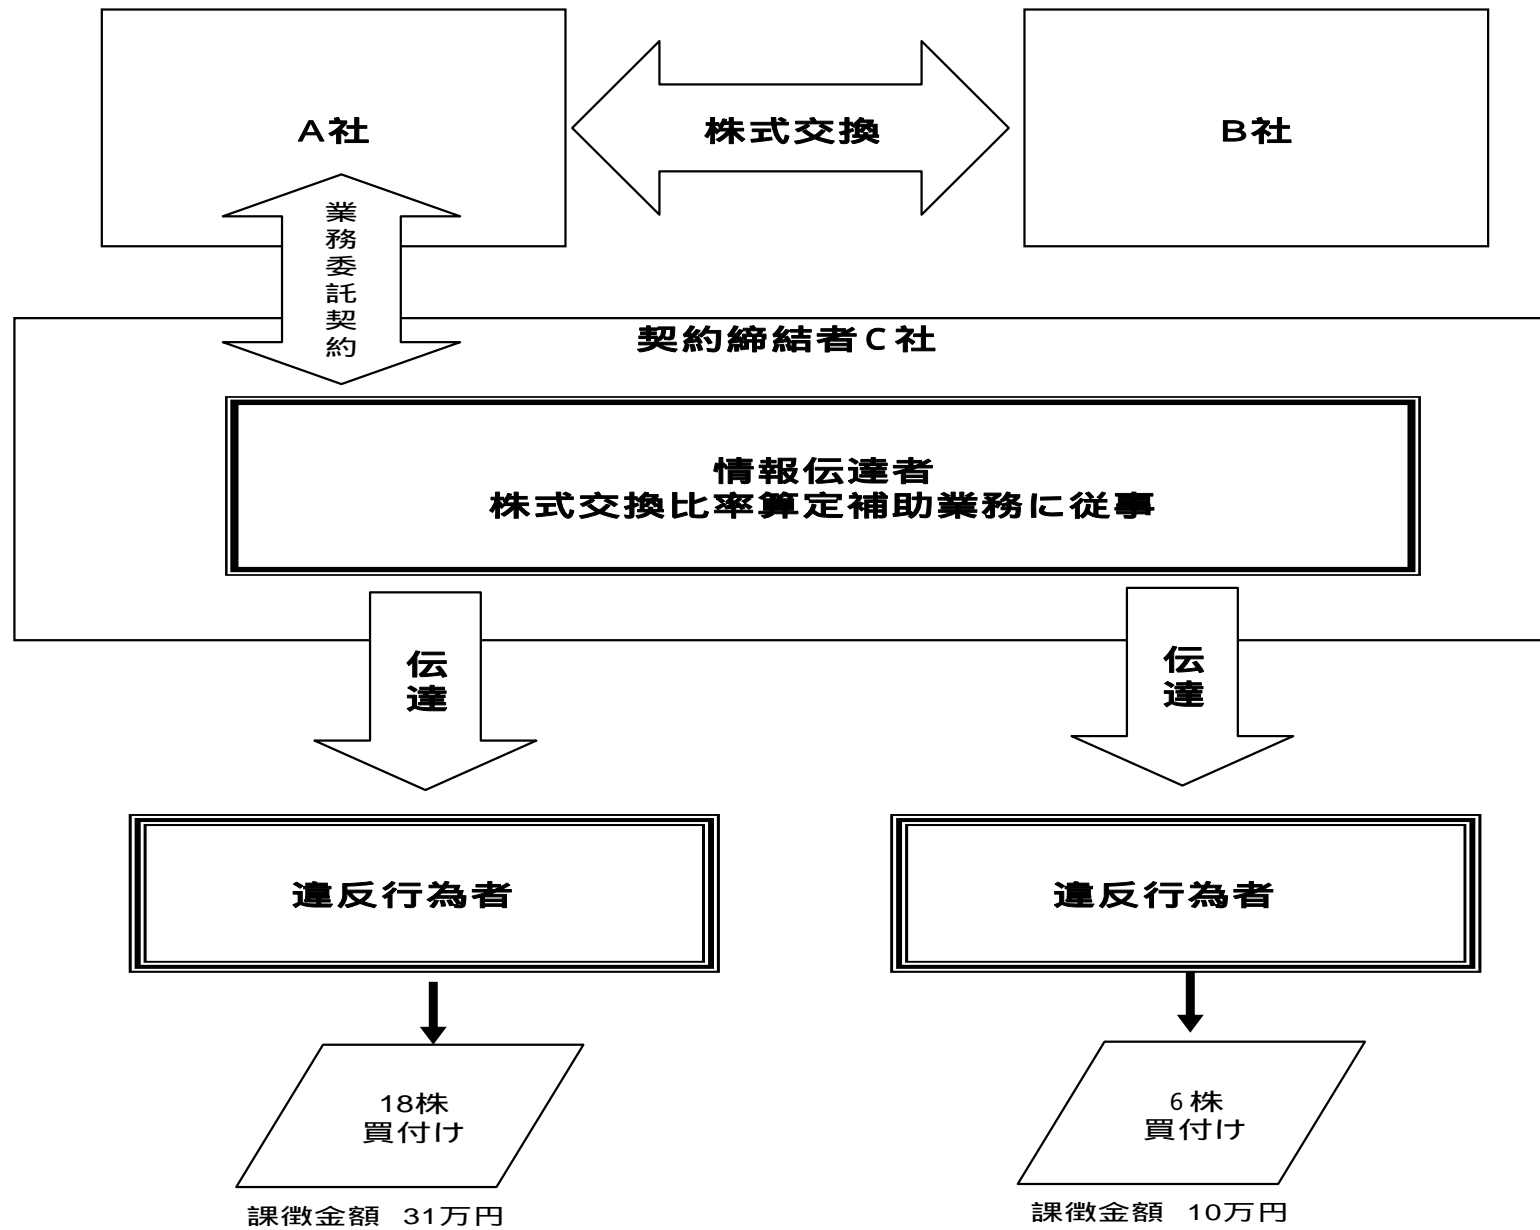 A社
株式交換
B社
業務委託契約
契約締結者C社
情報伝達者
株式交換比率算定補助業務に従事
伝達
伝達
違反行為者
違反行為者
18株
買付け
6株
買付け
課徴金額 31万円
課徴金額 10万円